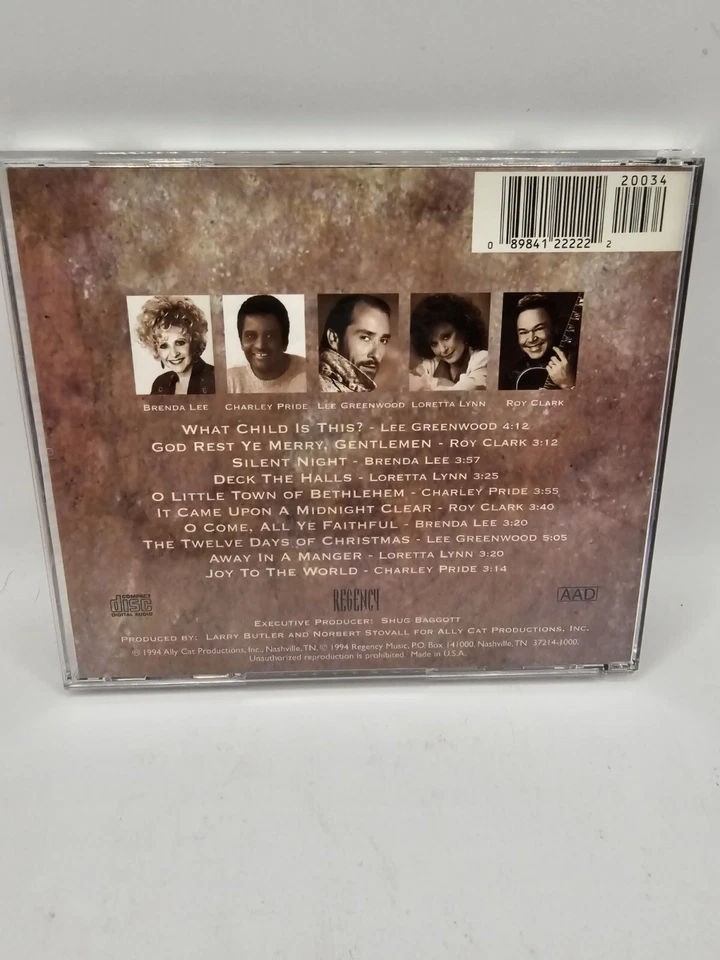 20034
0 89841 22222 2
BRENDA LEE CHARLEY PRIDE LEE GREENWOOD LORETTA LYNN ROY CLARK
WHAT CHILD IS THIS? - LEE GREENWOOD 4:12
GOD REST YE MERRY, GENTLEMEN - ROY CLARK 3:12
SILENT NIGHT - BRENDA LEE 3:57
DECK THE HALLS - LORETTA LYNN 3:25
O LITTLE TOWN OF BETHLEHEM - CHARLEY PRIDE 3:55
IT CAME UPON A MIDNIGHT CLEAR - ROY CLARK 3:40
O COME, ALL YE FAITHFUL - BRENDA LEE 3:20
THE TWELVE DAYS OF CHRISTMAS - LEE GREENWOOD 5:05
AWAY IN A MANGER - LORETTA LYNN 3:20
JOY TO THE WORLD - CHARLEY PRIDE 3:14
COMPACT
disc
DIGITAL AUDIO
REGENCY
AAD
EXECUTIVE PRODUCER: SHUG BAGGOTT
PRODUCED BY: LARRY BUTLER AND NORBERT STOVALL FOR ALLY CAT PRODUCTIONS, INC.
℗ 1994 Ally Cat Productions, Inc., Nashville, TN. © 1994 Regency Music, P.O. Box 141000, Nashville, TN 37214-1000.
Unauthorized reproduction is prohibited. Made in U.S.A.